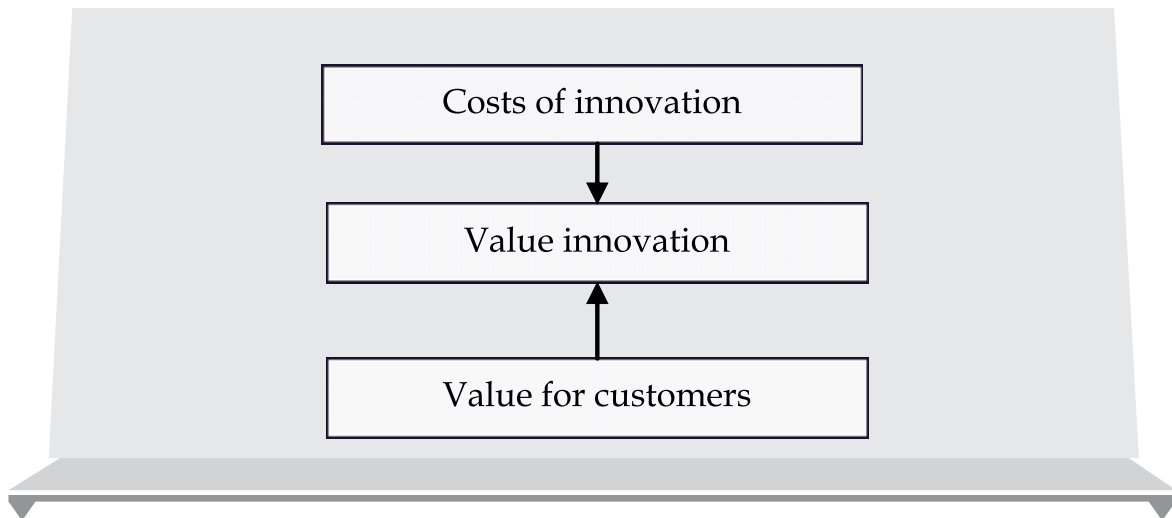 Costs of innovation
Value innovation
Value for customers